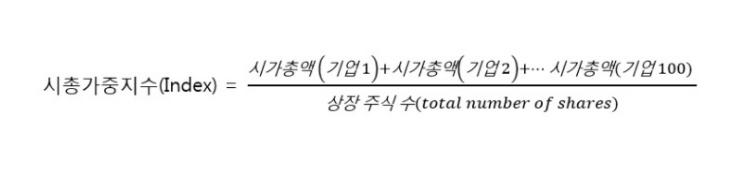 시총가중지수(Index) = 시가총액(기업1)+시가총액(기업2)+⋯ 시가총액(기업100)
상장 주식 수(total number of shares)